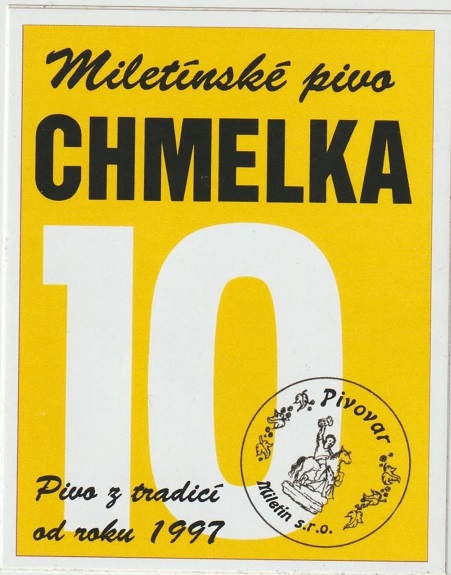 Miletínské pivo
CHMELKA
10
Pivo z tradicí
od roku 1997
Pivovar
Miletín s.r.o.